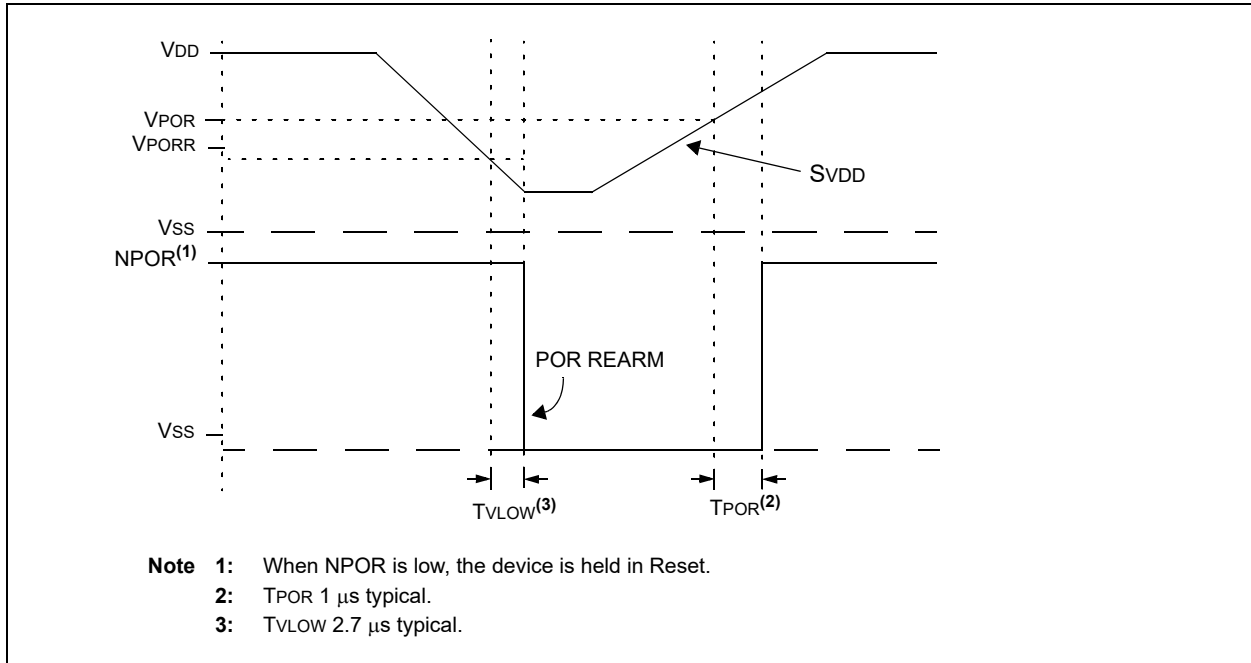 VDD
VPOR
VPORR
SVDD
VSS
NPOR(1)
POR REARM
VSS
TVLOW(3)
TPOR(2)
Note 1: When NPOR is low, the device is held in Reset.
2: TPOR 1 μs typical.
3: TVLOW 2.7 μs typical.